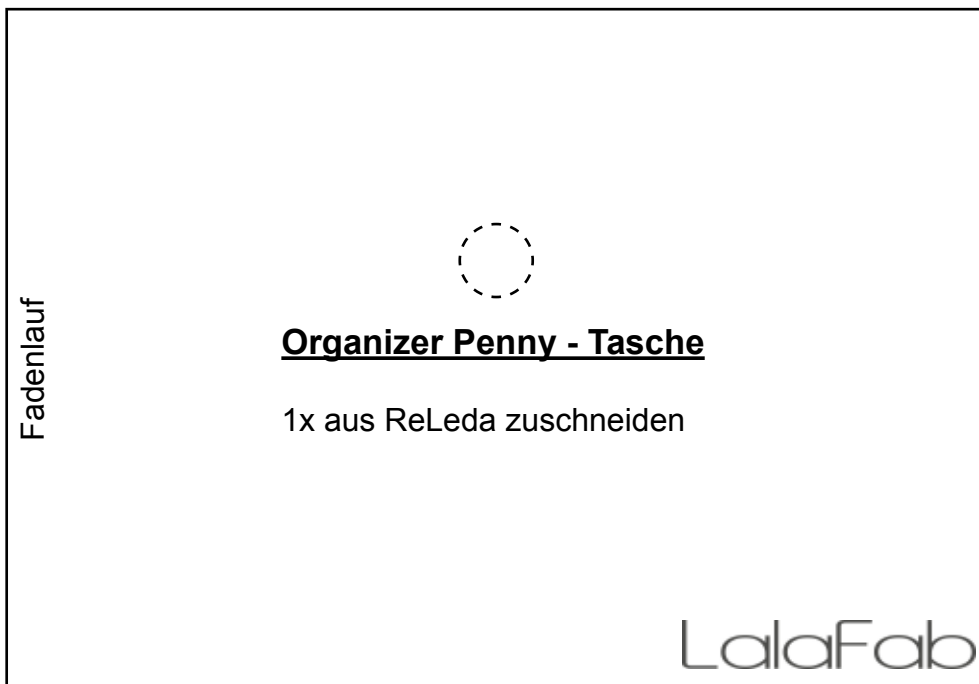 Fadenlauf
Organizer Penny - Tasche
1x aus ReLeda zuschneiden
LalaFab